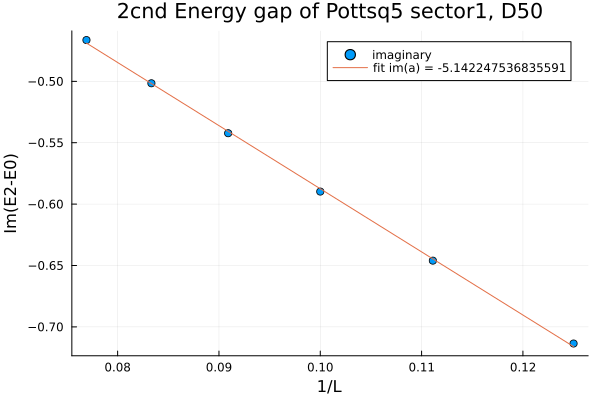 2cnd Energy gap of Pottsq5 sector1, D50
imaginary
fit im(a) = -5.142247536835591
Im(E2-E0)
−0.50
−0.55
−0.60
−0.65
−0.70
0.08 0.09 0.10 0.11 0.12
1/L